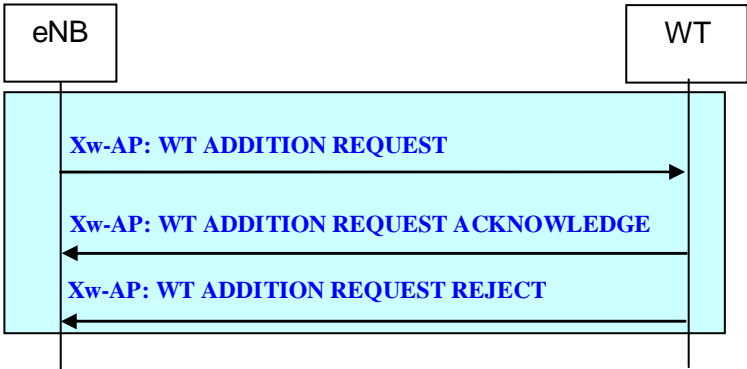 eNB
WT
Xw-AP: WT ADDITION REQUEST
Xw-AP: WT ADDITION REQUEST ACKNOWLEDGE
Xw-AP: WT ADDITION REQUEST REJECT